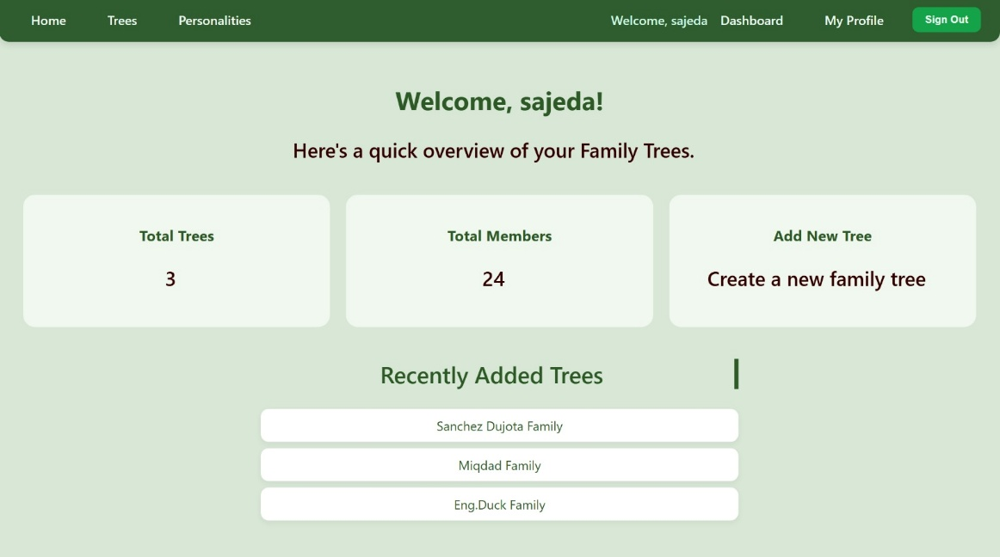 Home Trees Personalities Welcome, sajeda Dashboard My Profile Sign Out
Welcome, sajeda!
Here's a quick overview of your Family Trees.
Total Trees
3
Total Members
24
Add New Tree
Create a new family tree
Recently Added Trees
Sanchez Dujota Family
Miqdad Family
Eng.Duck Family